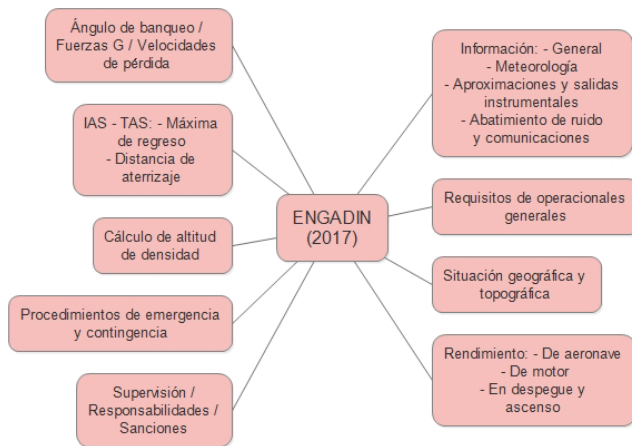 Ángulo de banqueo /
Fuerzas G / Velocidades
de pérdida
IAS - TAS: - Máxima
de regreso
- Distancia de
aterrizaje
Cálculo de altitud
de densidad
Procedimientos de emergencia
y contingencia
Supervisión /
Responsabilidades /
Sanciones
ENGADIN
(2017)
Información: - General
- Meteorología
- Aproximaciones y salidas
instrumentales
- Abatimiento de ruido
y comunicaciones
Requisitos de operacionales
generales
Situación geográfica y
topográfica
Rendimiento: - De aeronave
- De motor
- En despegue y
ascenso